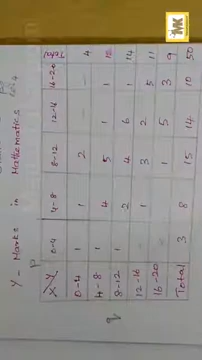 Y - Marks in Mathematics
X Y 0-4 4-8 8-12 12-16 16-20 Total
0-4 1 1 2 - - 4
4-8 1 4 5 1 1 12
8-12 1 2 4 6 1 14
12-16 - 1 3 2 5 11
16-20 - - 1 5 3 9
Total 3 8 15 14 10 50
MK